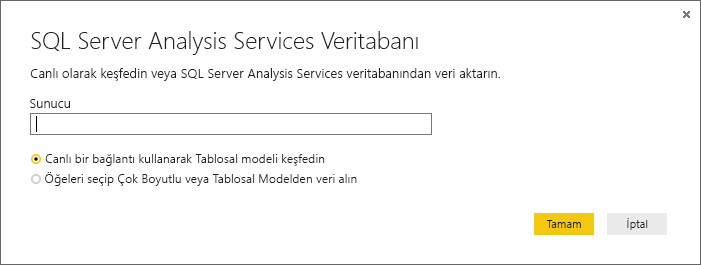 SQL Server Analysis Services Veritabanı
Canlı olarak keşfedin veya SQL Server Analysis Services veritabanından veri aktarın.
Sunucu
Canlı bir bağlantı kullanarak Tablosal modeli keşfedin
Öğeleri seçip Çok Boyutlu veya Tablosal Modelden veri alın
Tamam İptal